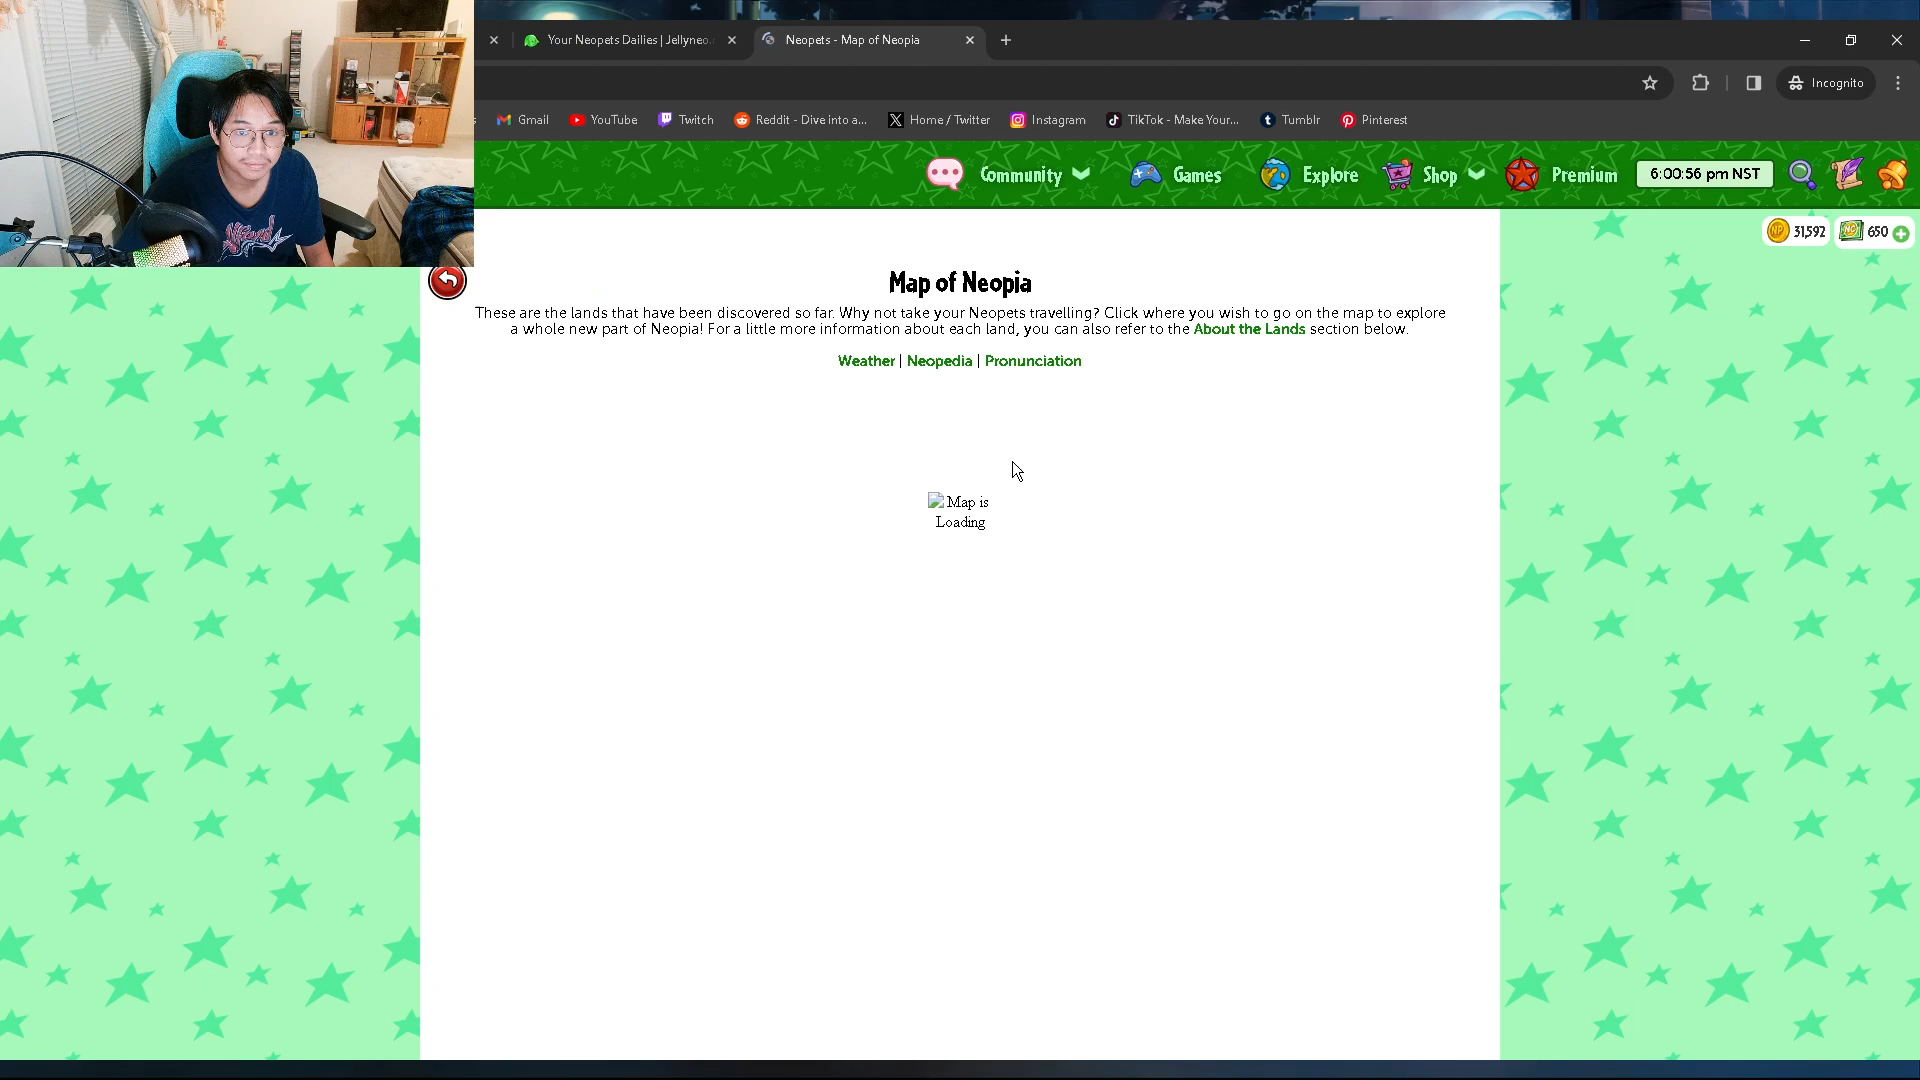 Your Neopets Dailies | Jellyneo.
Neopets - Map of Neopia
Incognito
Gmail
YouTube
Twitch
Reddit - Dive into a...
Home / Twitter
Instagram
TikTok - Make Your...
Tumblr
Pinterest
Community
Games
Explore
Shop
Premium
6:00:56 pm NST
NP
31,592
NC
650
Map of Neopia
These are the lands that have been discovered so far. Why not take your Neopets travelling? Click where you wish to go on the map to explore
a whole new part of Neopia! For a little more information about each land, you can also refer to the About the Lands section below.
Weather | Neopedia | Pronunciation
Map is
Loading